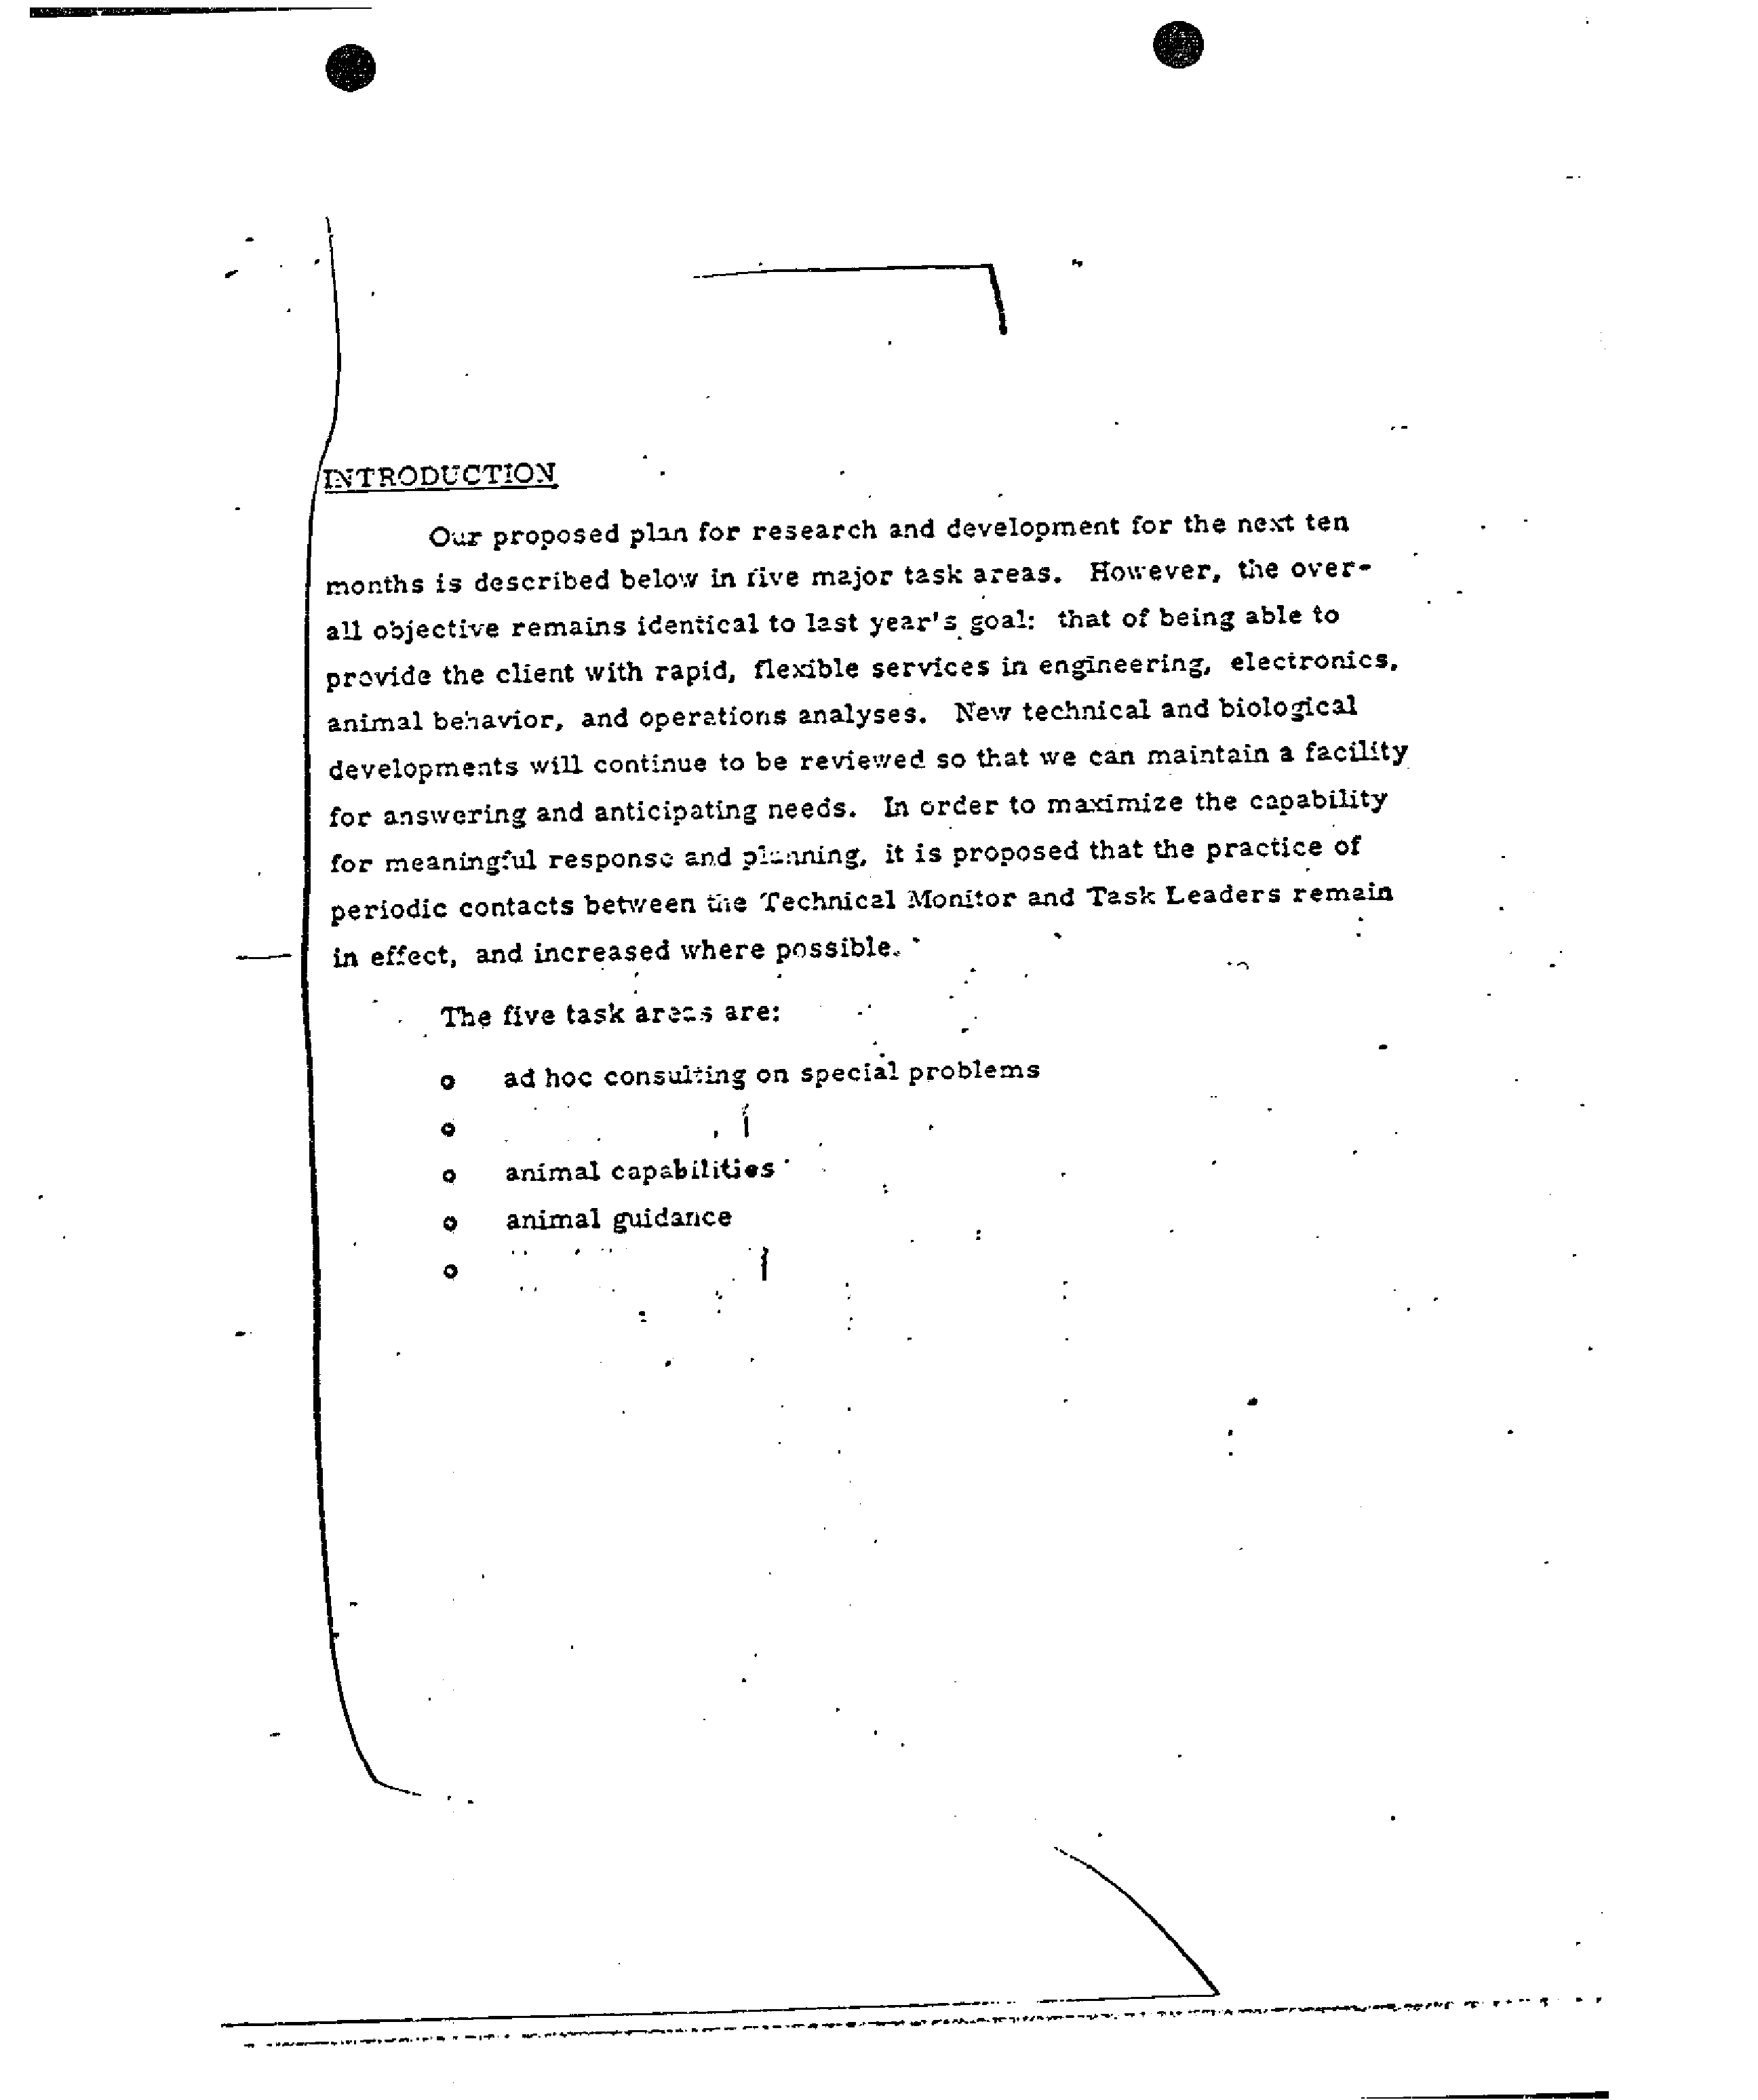 INTRODUCTION
Our proposed plan for research and development for the next ten
months is described below in five major task areas. However, the over-
all objective remains identical to last year's goal: that of being able to
provide the client with rapid, flexible services in engineering, electronics,
animal behavior, and operations analyses. New technical and biological
developments will continue to be reviewed so that we can maintain a facility
for answering and anticipating needs. In order to maximize the capability
for meaningful response and planning, it is proposed that the practice of
periodic contacts between the Technical Monitor and Task Leaders remain
in effect, and increased where possible.
The five task areas are:
o ad hoc consulting on special problems
o
o animal capabilities
o animal guidance
o